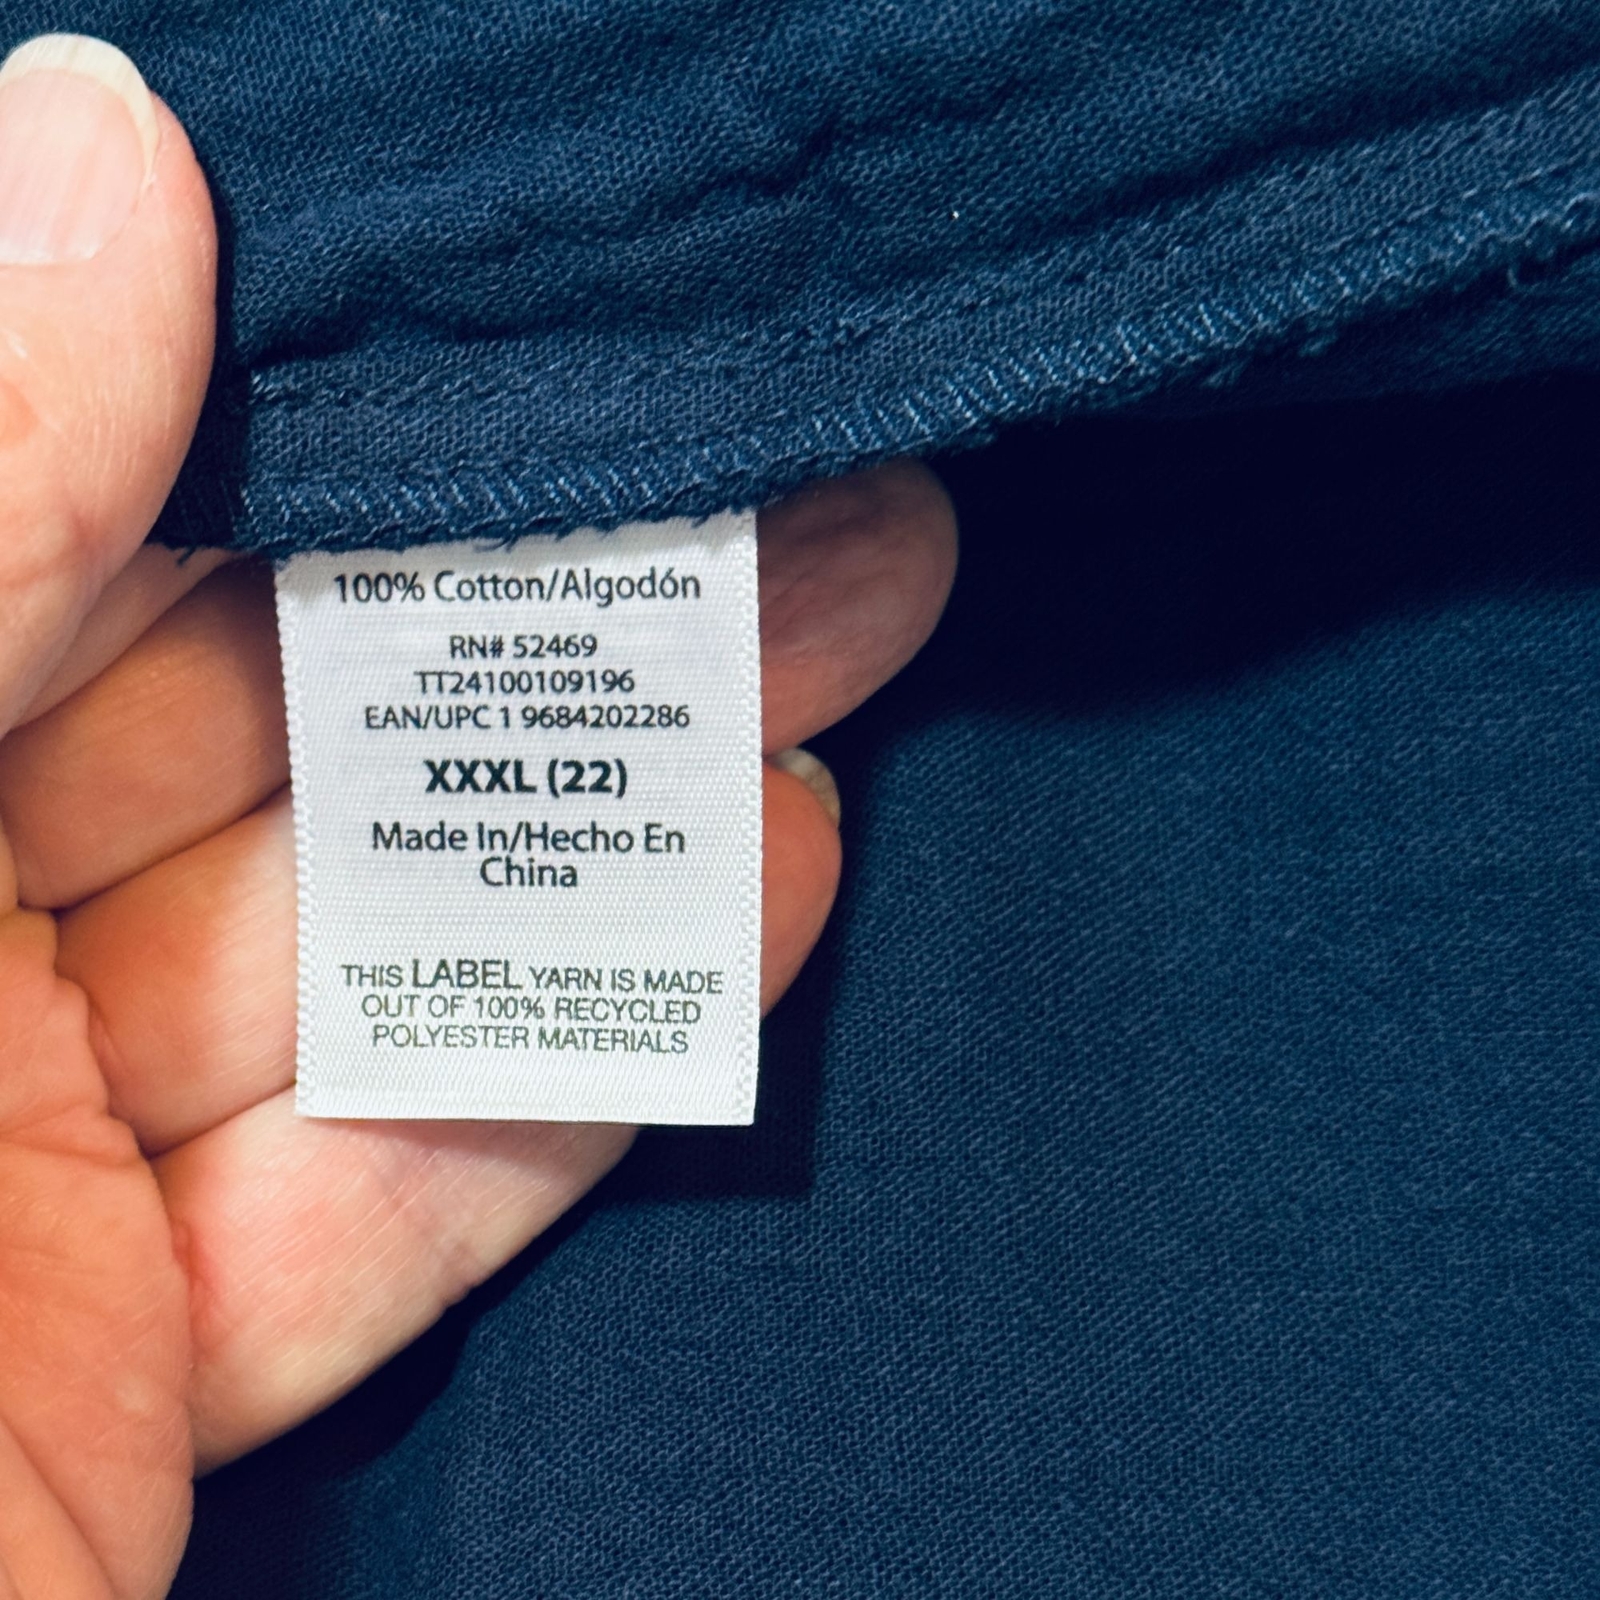 100% Cotton/Algodón
RN# 52469
TT24100109196
EAN/UPC 1 9684202286
XXXL (22)
Made In/Hecho En
China
THIS LABEL YARN IS MADE
OUT OF 100% RECYCLED
POLYESTER MATERIALS